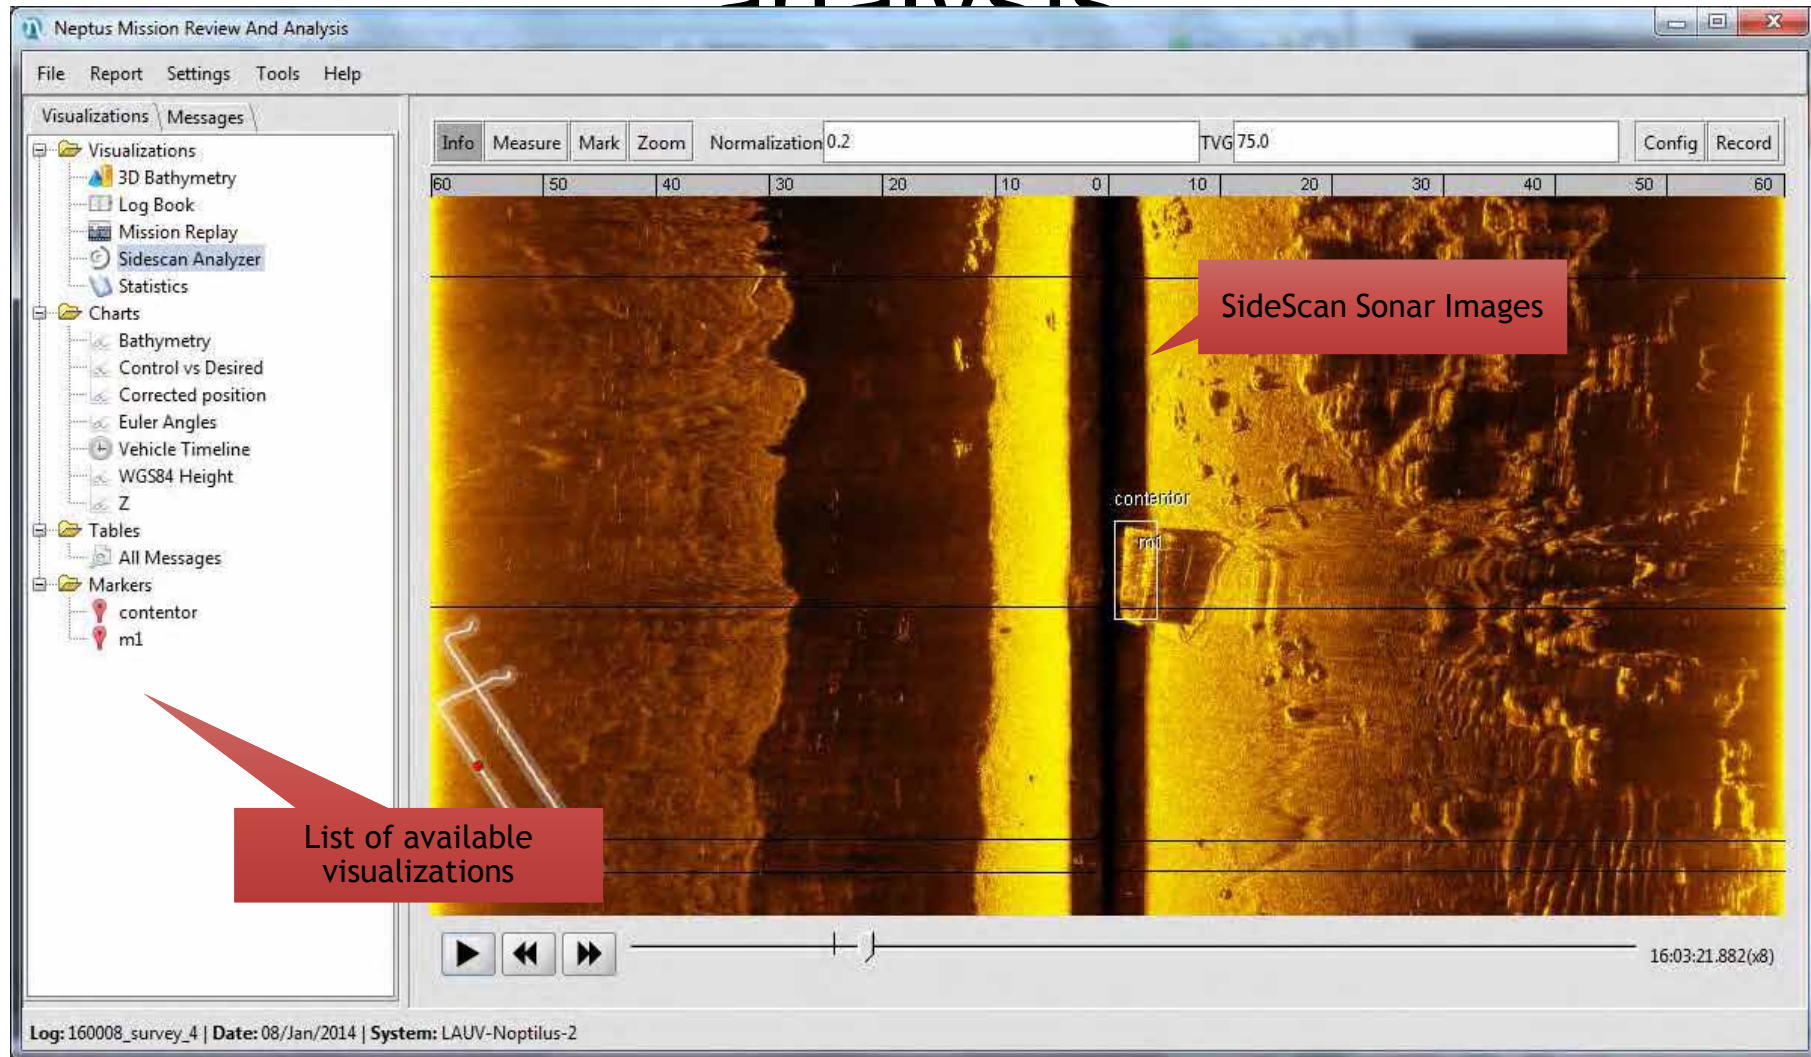 analysis
Neptus Mission Review And Analysis
File Report Settings Tools Help
Visualizations Messages
Visualizations
3D Bathymetry
Log Book
Mission Replay
Sidescan Analyzer
Statistics
Charts
Bathymetry
Control vs Desired
Corrected position
Euler Angles
Vehicle Timeline
WGS84 Height
Z
Tables
All Messages
Markers
contentor
m1
List of available
visualizations
Info Measure Mark Zoom Normalization 0.2 TVG 75.0 Config Record
60 50 40 30 20 10 0 10 20 30 40 50 60
SideScan Sonar Images
contentor
m1
16:03:21.882(x8)
Log: 160008_survey_4 | Date: 08/Jan/2014 | System: LAUV-Noptilus-2